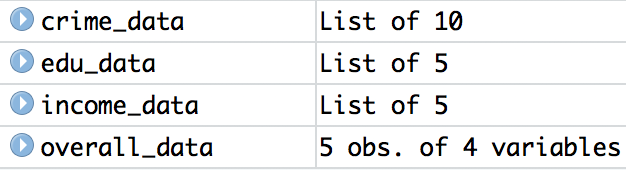 crime_data List of 10
edu_data List of 5
income_data List of 5
overall_data 5 obs. of 4 variables